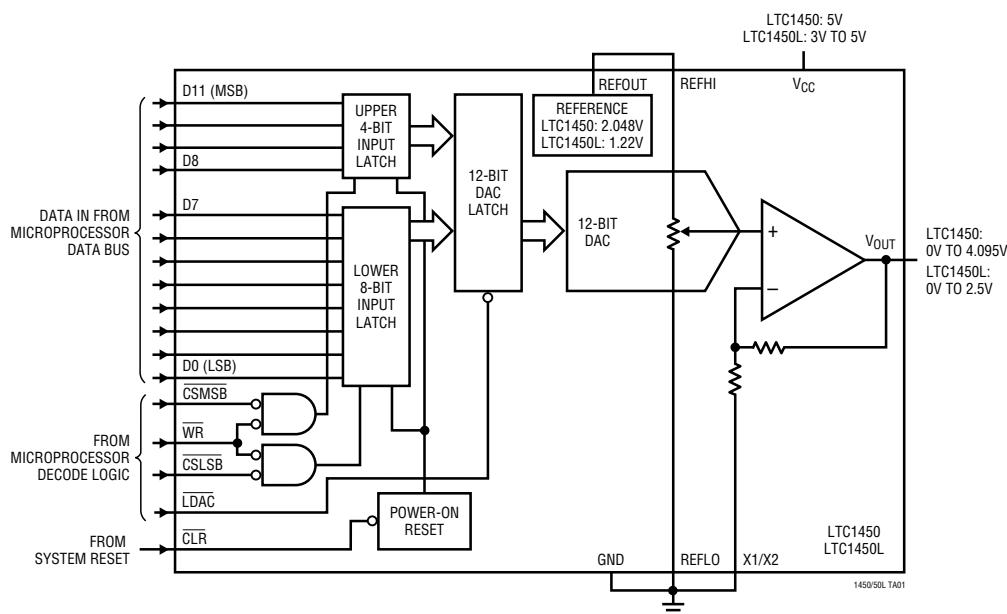 LTC1450: 5V
LTC1450L: 3V TO 5V
REFOUT
REFHI
VCC
D11 (MSB)
D8
D7
D0 (LSB)
DATA IN FROM
MICROPROCESSOR
DATA BUS
UPPER
4-BIT
INPUT
LATCH
LOWER
8-BIT
INPUT
LATCH
12-BIT
DAC
LATCH
REFERENCE
LTC1450: 2.048V
LTC1450L: 1.22V
12-BIT
DAC
+
–
VOUT
LTC1450:
0V TO 4.095V
LTC1450L:
0V TO 2.5V
FROM
MICROPROCESSOR
DECODE LOGIC
CSMSB
WR
CSLSB
LDAC
FROM
SYSTEM RESET
CLR
POWER-ON
RESET
GND
REFLO
X1/X2
LTC1450
LTC1450L
1450/50L TA01